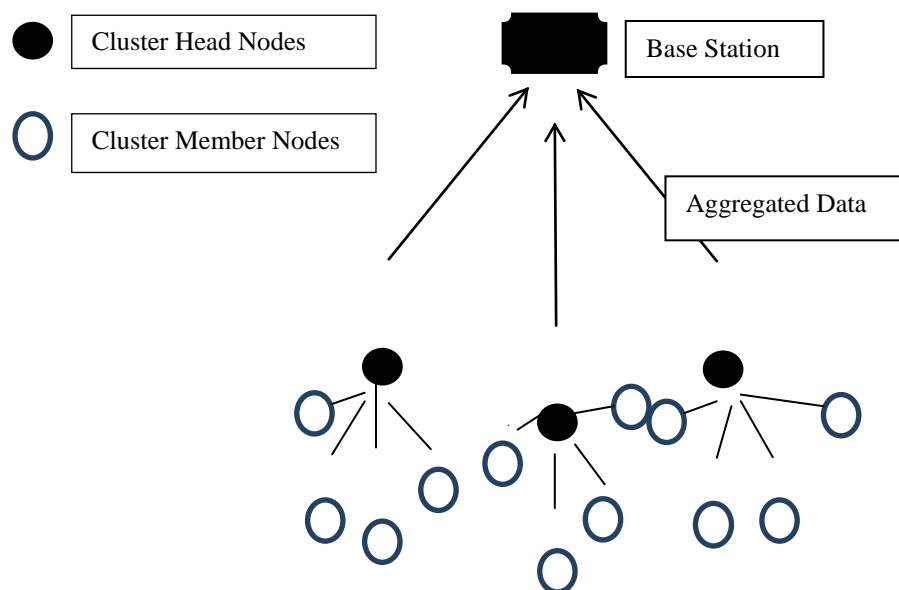 Cluster Head Nodes
Base Station
Cluster Member Nodes
Aggregated Data